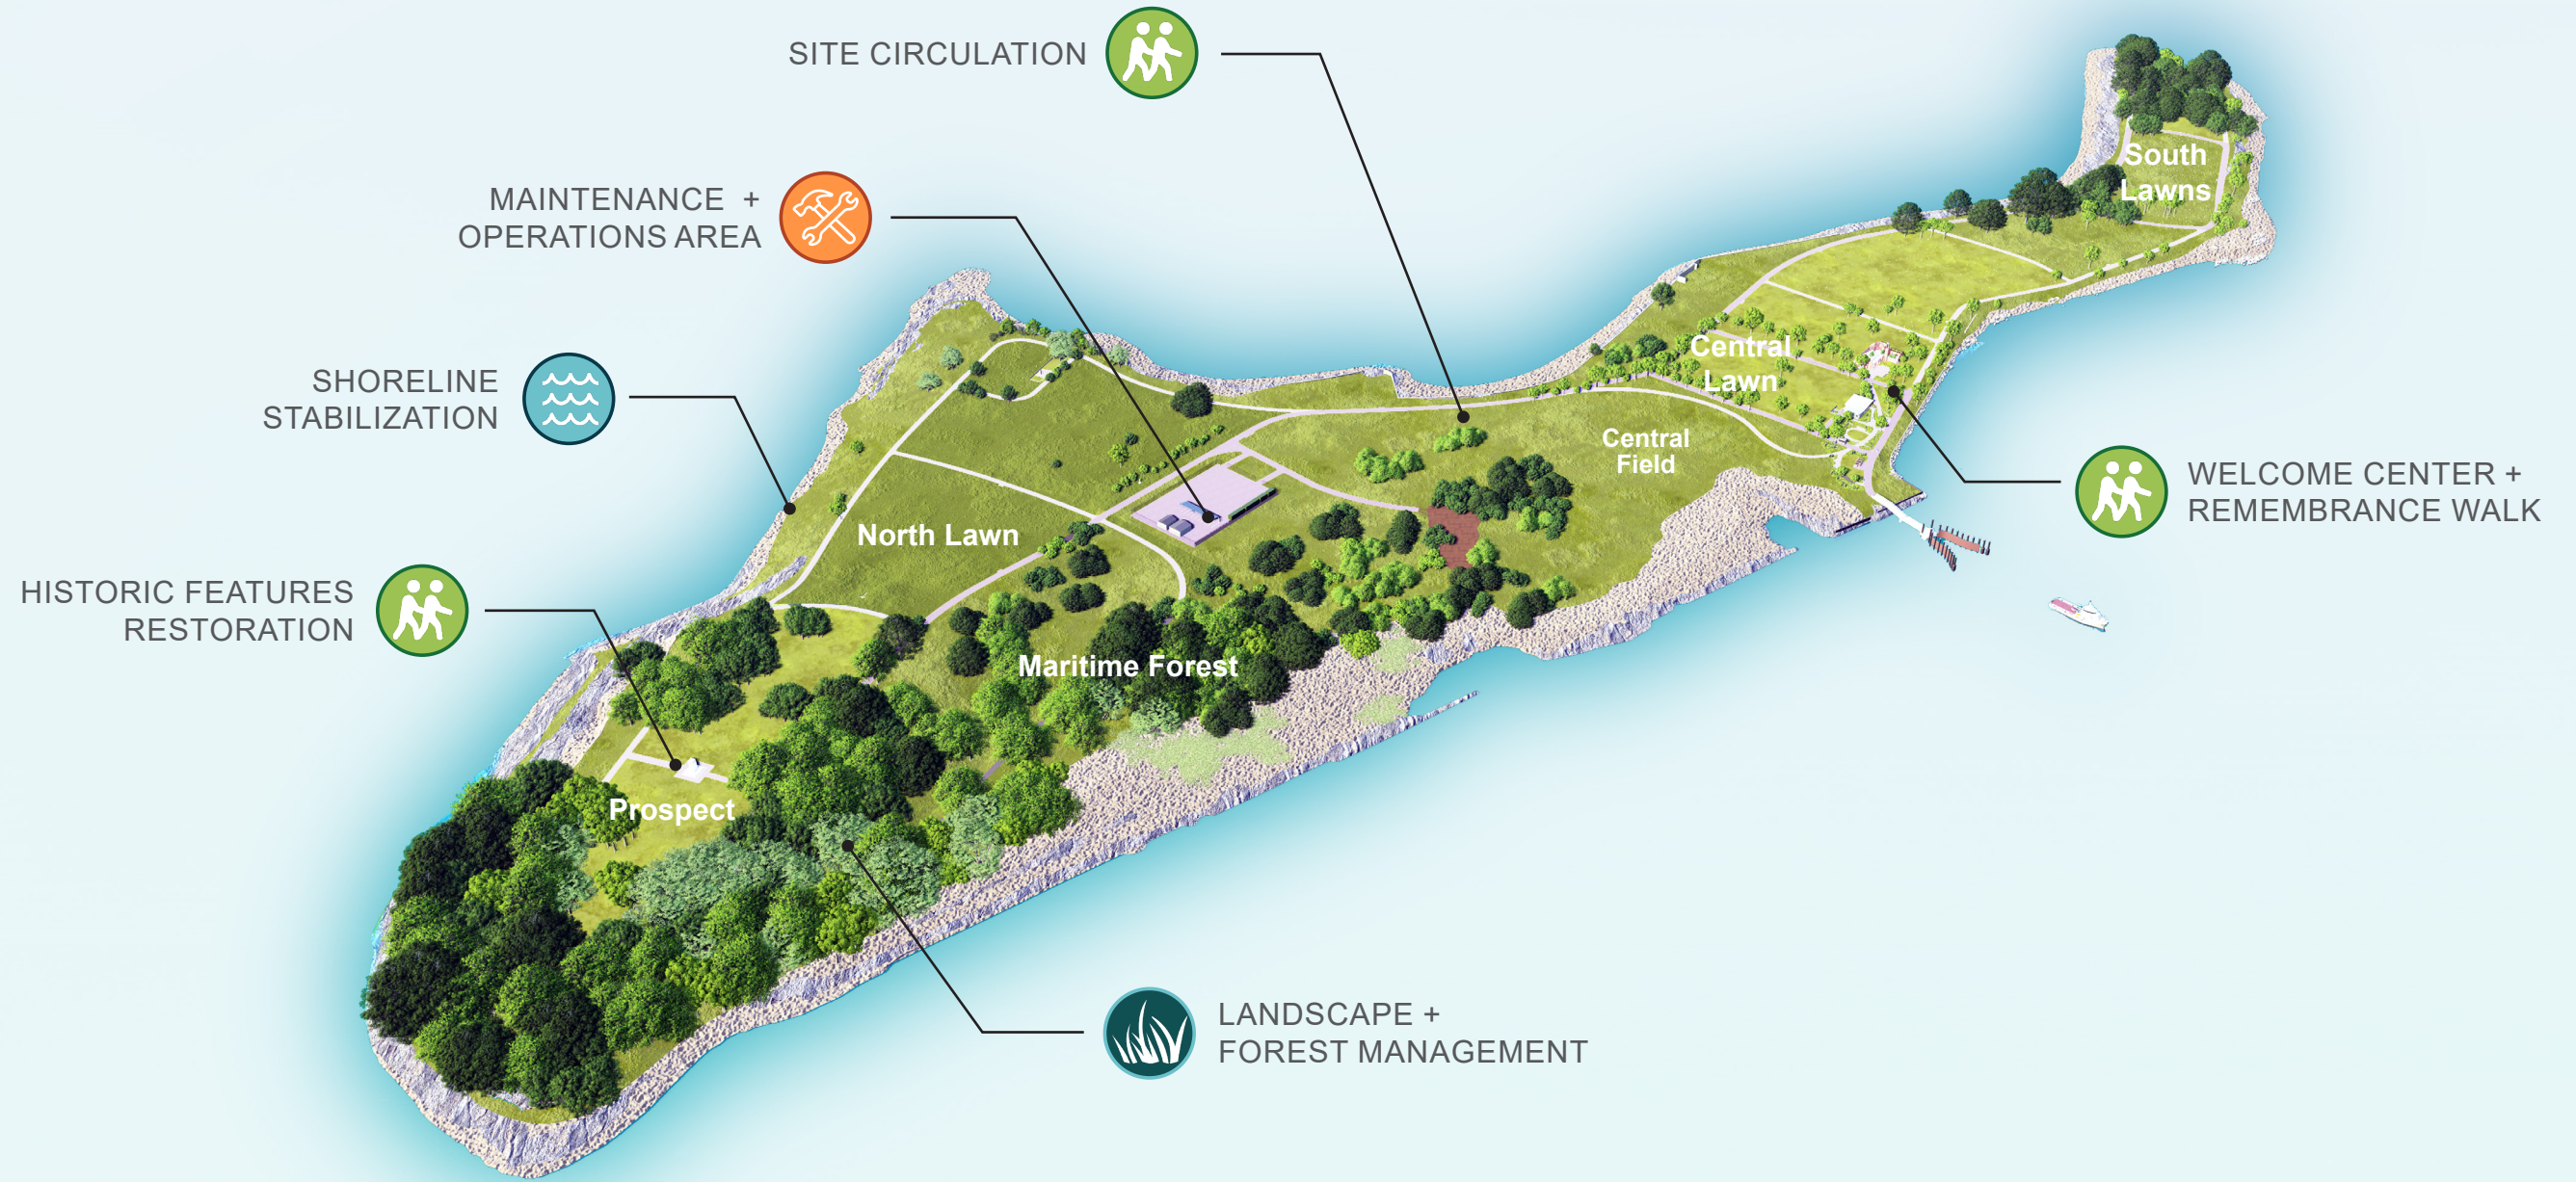 SITE CIRCULATION
South
Lawns
MAINTENANCE +
OPERATIONS AREA
Central
Lawn
SHORELINE
STABILIZATION
Central
Field
WELCOME CENTER +
REMEMBRANCE WALK
North Lawn
HISTORIC FEATURES
RESTORATION
Maritime Forest
Prospect
LANDSCAPE +
FOREST MANAGEMENT